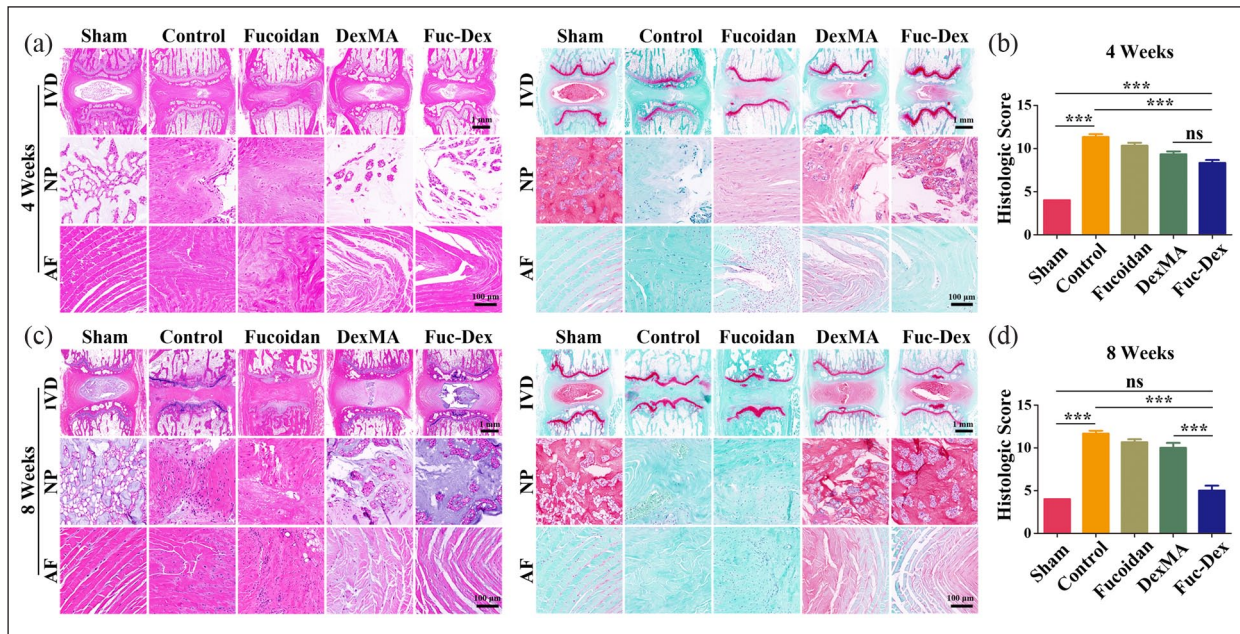 (a)
Sham Control Fucoidan DexMA Fuc-Dex
Sham Control Fucoidan DexMA Fuc-Dex
4 Weeks
IVD
1 mm
IVD
1 mm
NP
NP
AF
100 μm
AF
100 μm
(b)
4 Weeks
***
***
***
ns
Histologic Score
15
10
5
0
Sham
Control
Fucoidan
DexMA
Fuc-Dex
(c)
Sham Control Fucoidan DexMA Fuc-Dex
Sham Control Fucoidan DexMA Fuc-Dex
8 Weeks
IVD
1 mm
IVD
1 mm
NP
NP
AF
100 μm
AF
100 μm
(d)
8 Weeks
ns
***
***
***
Histologic Score
15
10
5
0
Sham
Control
Fucoidan
DexMA
Fuc-Dex